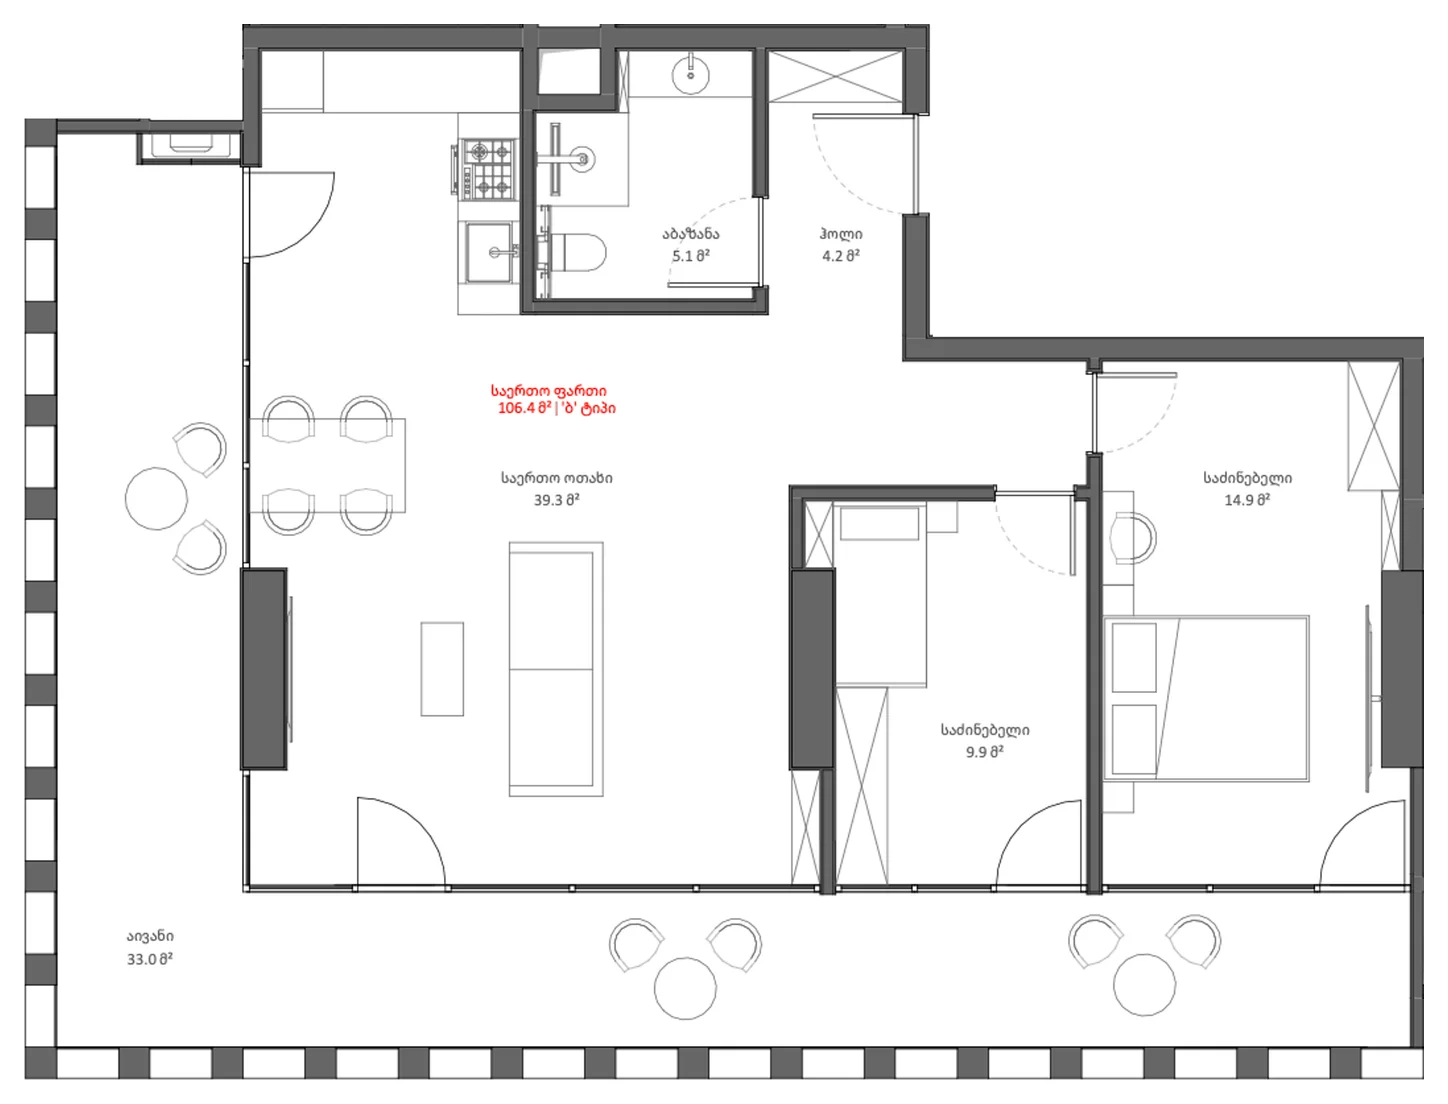 აბაზანა
5.1 მ²
ჰოლი
4.2 მ²
საერთო ფართი
106.4 მ² | 'ბ' ტიპი
საერთო ოთახი
39.3 მ²
საძინებელი
14.9 მ²
საძინებელი
9.9 მ²
აივანი
33.0 მ²